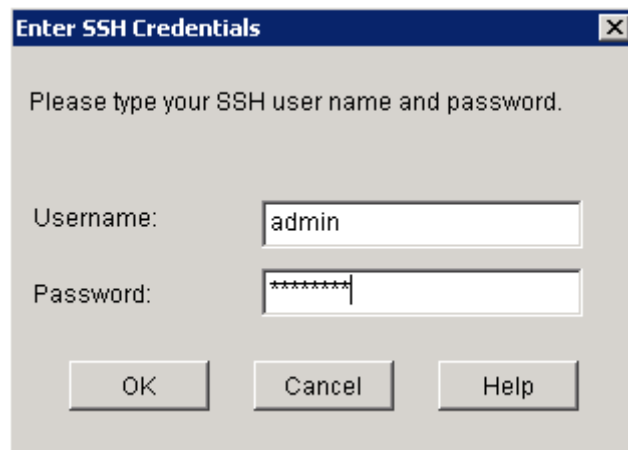 Enter SSH Credentials
Please type your SSH user name and password.
Username: admin
Password: ********
OK Cancel Help